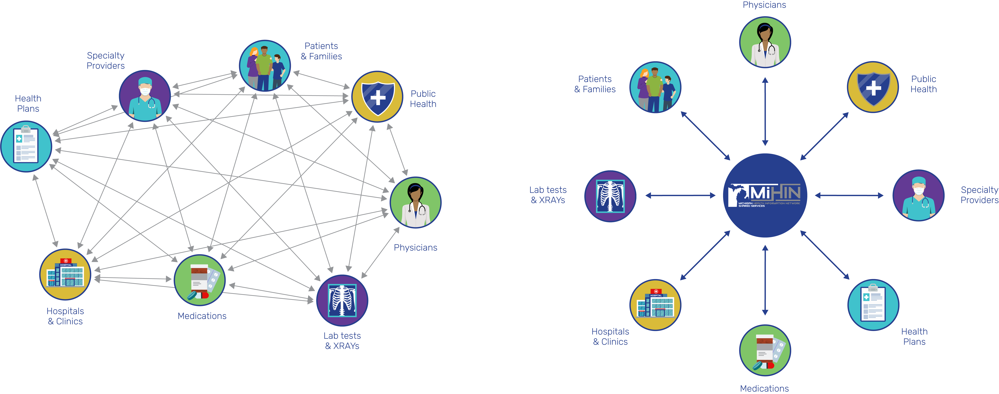 Specialty
Providers
Patients
& Families
Health
Plans
Public
Health
Physicians
HOSPITAL
Hospitals
& Clinics
Medications
Lab tests
& XRAYs
Physicians
Patients
& Families
Public
Health
Lab tests
& XRAYs
MiHIN
MICHIGAN HEALTH INFORMATION NETWORK
SHARED SERVICES
Specialty
Providers
HOSPITAL
Hospitals
& Clinics
Health
Plans
Medications